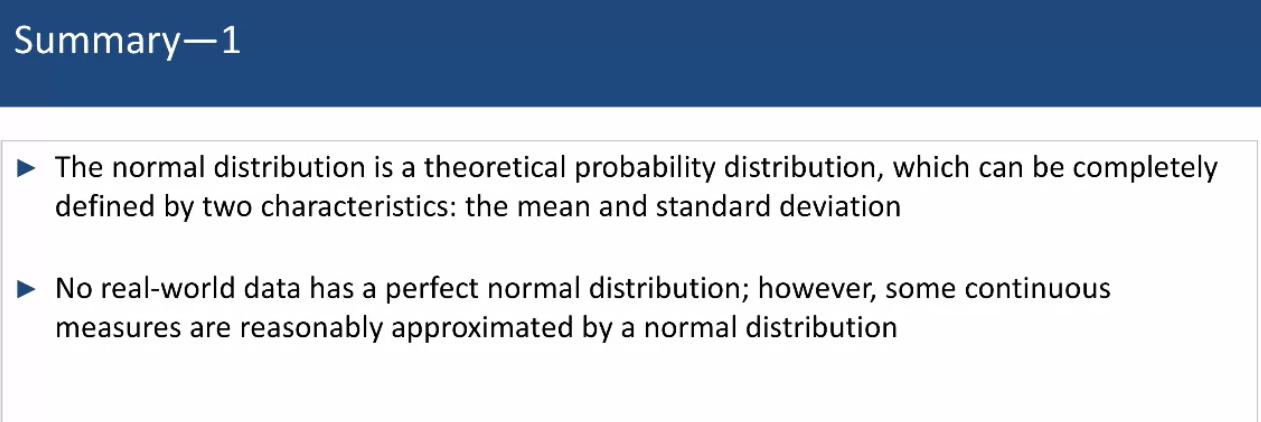 Summary—1
► The normal distribution is a theoretical probability distribution, which can be completely
defined by two characteristics: the mean and standard deviation
► No real-world data has a perfect normal distribution; however, some continuous
measures are reasonably approximated by a normal distribution